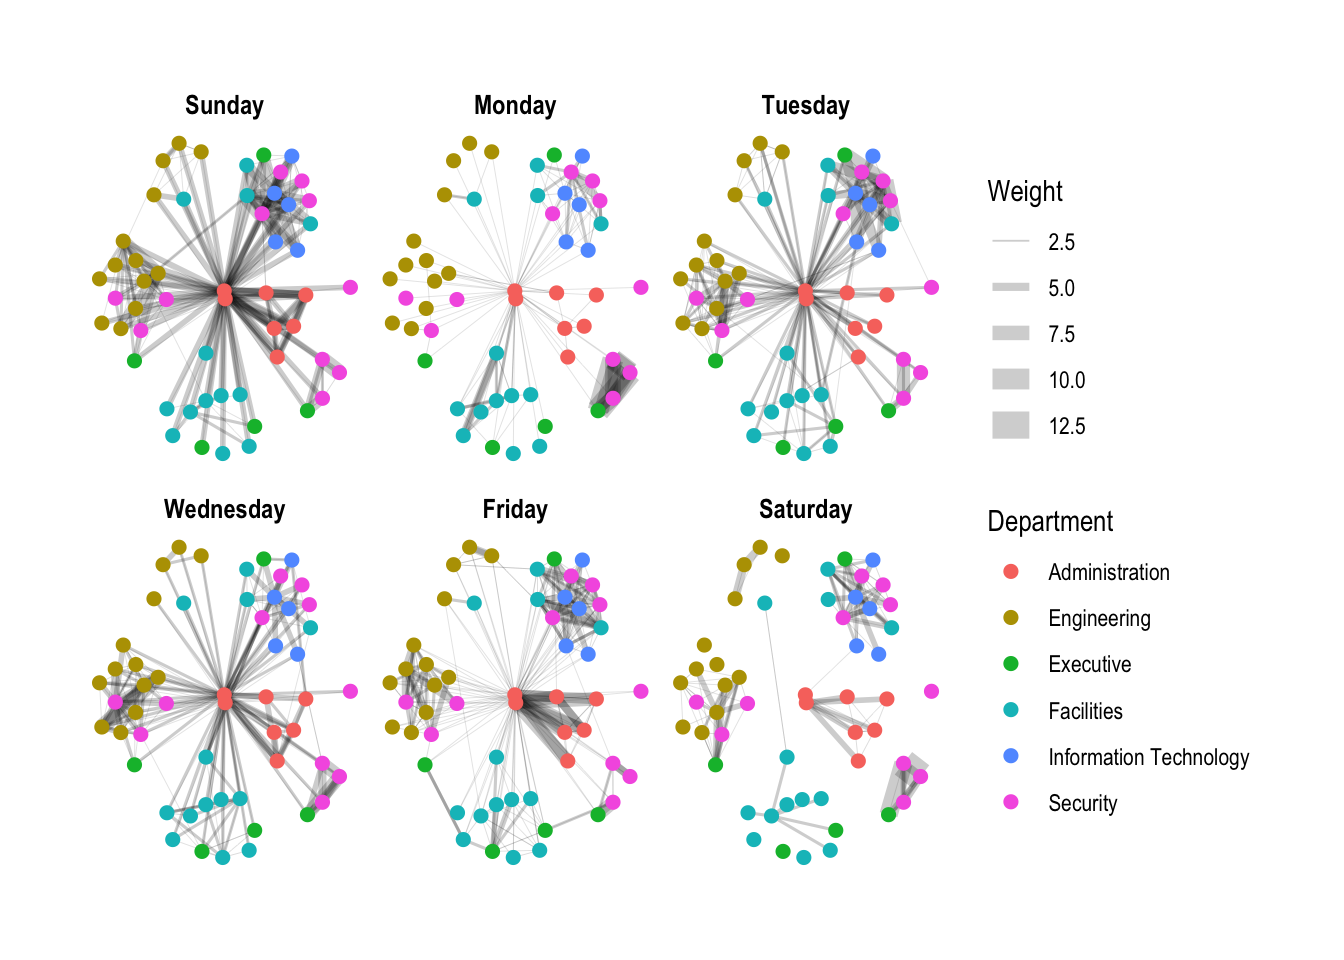 Sunday
Monday
Tuesday
Wednesday
Friday
Saturday
Weight
2.5
5.0
7.5
10.0
12.5
Department
Administration
Engineering
Executive
Facilities
Information Technology
Security